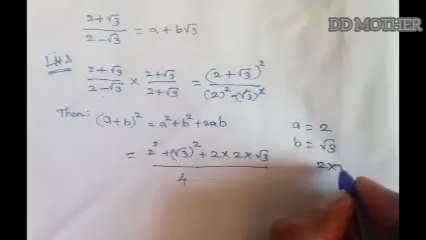 DD MOTHER
(2+√3)/(2-√3) = a+b√3
LHS
(2+√3)/(2-√3) × (2+√3)/(2+√3) = (2+√3)²/((2)²-(√3)²)
Then: (a+b)² = a²+b²+2ab
a = 2
b = √3
= (2²+(√3)²+2×2×√3)/4
2×